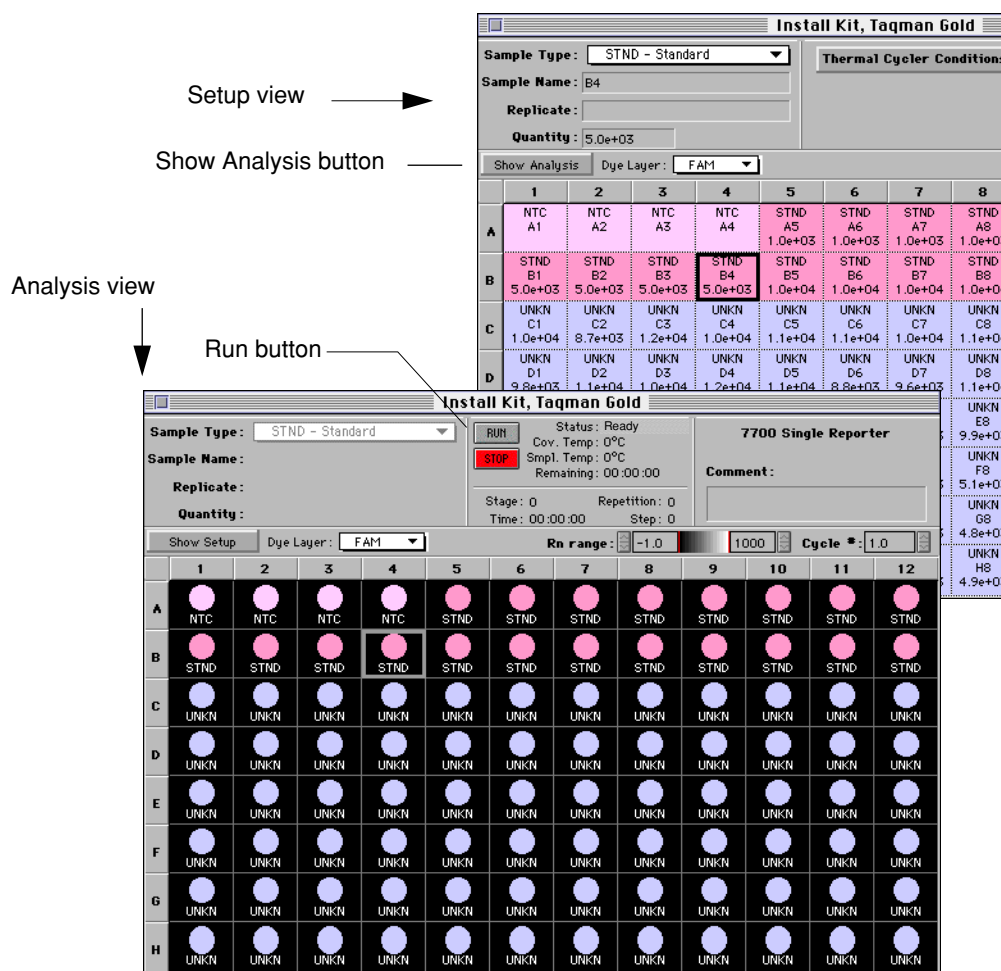 Install Kit, Taqman Gold
Sample Type: STND - Standard
Thermal Cycler Condition
Sample Name: B4
Replicate:
Quantity: 5.0e+03
Setup view
Show Analysis button
Show Analysis Dye Layer: FAM
1 2 3 4 5 6 7 8
A
NTC NTC NTC NTC STND STND STND STND
A1 A2 A3 A4 A5 A6 A7 A8
1.0e+03 1.0e+03 1.0e+03 1.0e+0
B
STND STND STND STND STND STND STND STND
B1 B2 B3 B4 B5 B6 B7 B8
5.0e+03 5.0e+03 5.0e+03 5.0e+03 1.0e+04 1.0e+04 1.0e+04 1.0e+0
C
UNKN UNKN UNKN UNKN UNKN UNKN UNKN UNKN
C1 C2 C3 C4 C5 C6 C7 C8
1.0e+04 8.7e+03 1.2e+04 1.0e+04 1.1e+04 1.1e+04 1.0e+04 1.1e+0
D
UNKN UNKN UNKN UNKN UNKN UNKN UNKN UNKN
D1 D2 D3 D4 D5 D6 D7 D8
9.8e+03 1.1e+04 1.0e+04 1.2e+04 1.1e+04 8.8e+03 9.6e+03 1.1e+0
UNKN
E8
9.9e+0
UNKN
F8
5.1e+0
UNKN
G8
4.8e+0
UNKN
H8
4.9e+0
Analysis view
Run button
Install Kit, Taqman Gold
Sample Type: STND - Standard
Sample Name:
Replicate:
Quantity:
RUN
STOP
Status: Ready
Cov. Temp: 0°C
Smpl. Temp: 0°C
Remaining: 00:00:00
Stage: 0 Repetition: 0
Time: 00:00:00 Step: 0
7700 Single Reporter
Comment:
Show Setup Dye Layer: FAM Rn range: -1.0 1000 Cycle #: 1.0
1 2 3 4 5 6 7 8 9 10 11 12
A NTC NTC NTC NTC STND STND STND STND STND STND STND STND
B STND STND STND STND STND STND STND STND STND STND STND STND
C UNKN UNKN UNKN UNKN UNKN UNKN UNKN UNKN UNKN UNKN UNKN UNKN
D UNKN UNKN UNKN UNKN UNKN UNKN UNKN UNKN UNKN UNKN UNKN UNKN
E UNKN UNKN UNKN UNKN UNKN UNKN UNKN UNKN UNKN UNKN UNKN UNKN
F UNKN UNKN UNKN UNKN UNKN UNKN UNKN UNKN UNKN UNKN UNKN UNKN
G UNKN UNKN UNKN UNKN UNKN UNKN UNKN UNKN UNKN UNKN UNKN UNKN
H UNKN UNKN UNKN UNKN UNKN UNKN UNKN UNKN UNKN UNKN UNKN UNKN